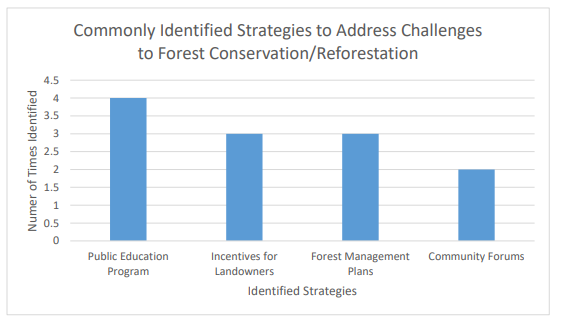 Commonly Identified Strategies to Address Challenges
to Forest Conservation/Reforestation
Numer of Times Identified
4.5
4
3.5
3
2.5
2
1.5
1
0.5
0
Public Education
Program
Incentives for
Landowners
Forest Management
Plans
Community Forums
Identified Strategies